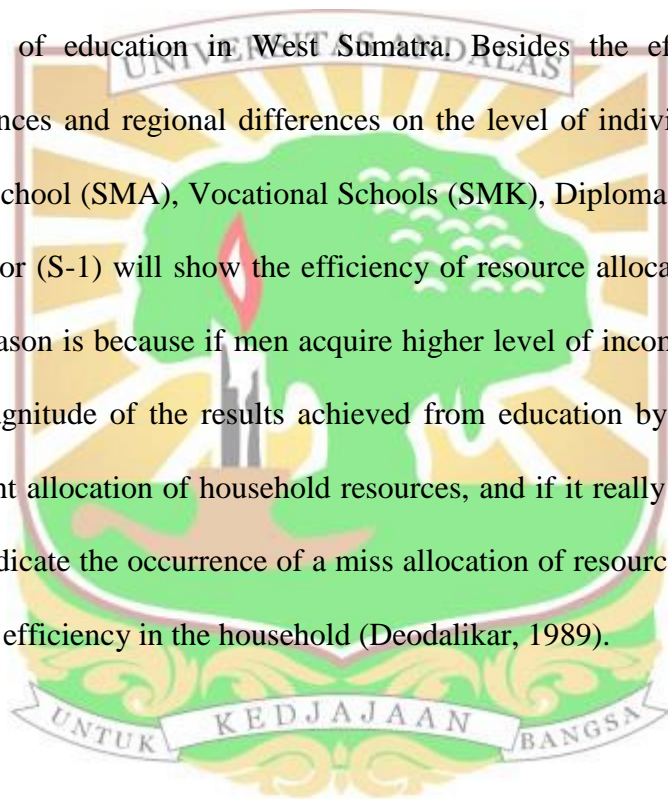 of education in West Sumatra. Besides the ef
UNIVERSITAS ANDALAS
nces and regional differences on the level of indivi
chool (SMA), Vocational Schools (SMK), Diploma
or (S-1) will show the efficiency of resource alloca
ason is because if men acquire higher level of incon
gnitude of the results achieved from education by
nt allocation of household resources, and if it really
dicate the occurrence of a miss allocation of resourc
efficiency in the household (Deodalikar, 1989).
UNTUK KEDJAJAAN BANGSA